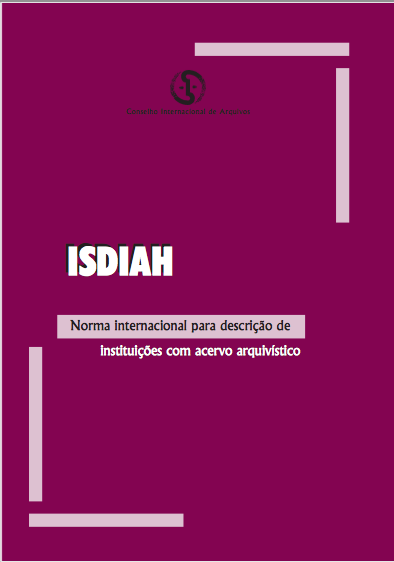 Conselho Internacional de Arquivos
ISDIAH
Norma internacional para descrição de
instituições com acervo arquivístico